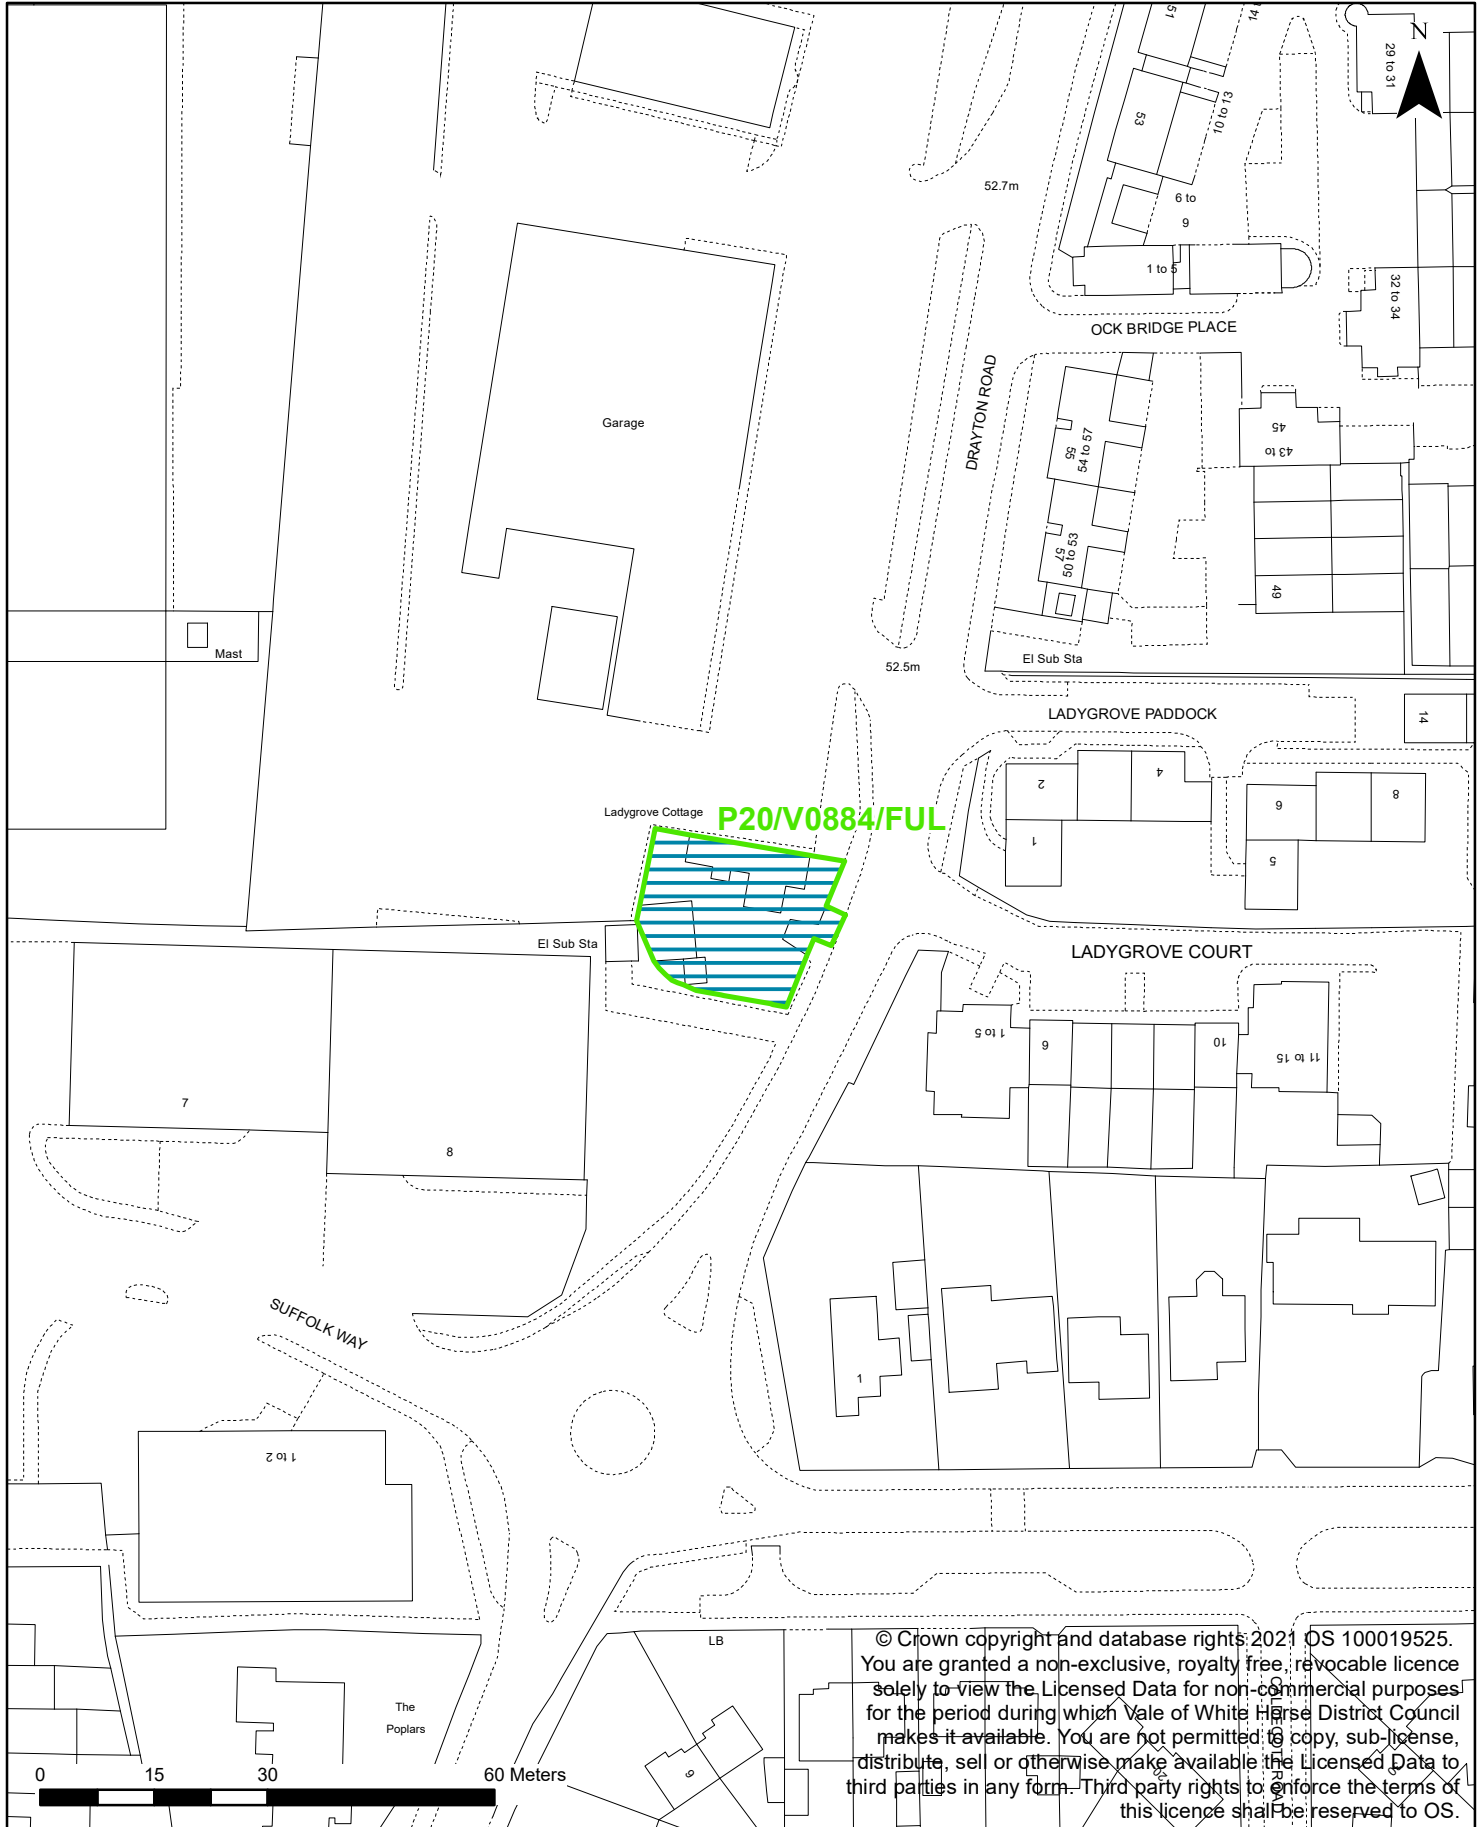 51
14
N
29 to 31
53
10 to 13
52.7m
6 to
9
1 to 5
32 to 34
OCK BRIDGE PLACE
DRAYTON ROAD
Garage
45
43 to
55
54 to 57
57
50 to 53
49
Mast
El Sub Sta
52.5m
LADYGROVE PADDOCK
14
2
4
6
8
1
5
Ladygrove Cottage
P20/V0884/FUL
El Sub Sta
LADYGROVE COURT
1 to 5
6
10
11 to 15
7
8
SUFFOLK WAY
1
1 to 2
LB
The
Poplars
9
CALDECOTT ROAD
© Crown copyright and database rights 2021 OS 100019525.
You are granted a non-exclusive, royalty free, revocable licence
solely to view the Licensed Data for non-commercial purposes
for the period during which Vale of White Horse District Council
makes it available. You are not permitted to copy, sub-license,
distribute, sell or otherwise make available the Licensed Data to
third parties in any form. Third party rights to enforce the terms of
this licence shall be reserved to OS.
0 15 30 60 Meters